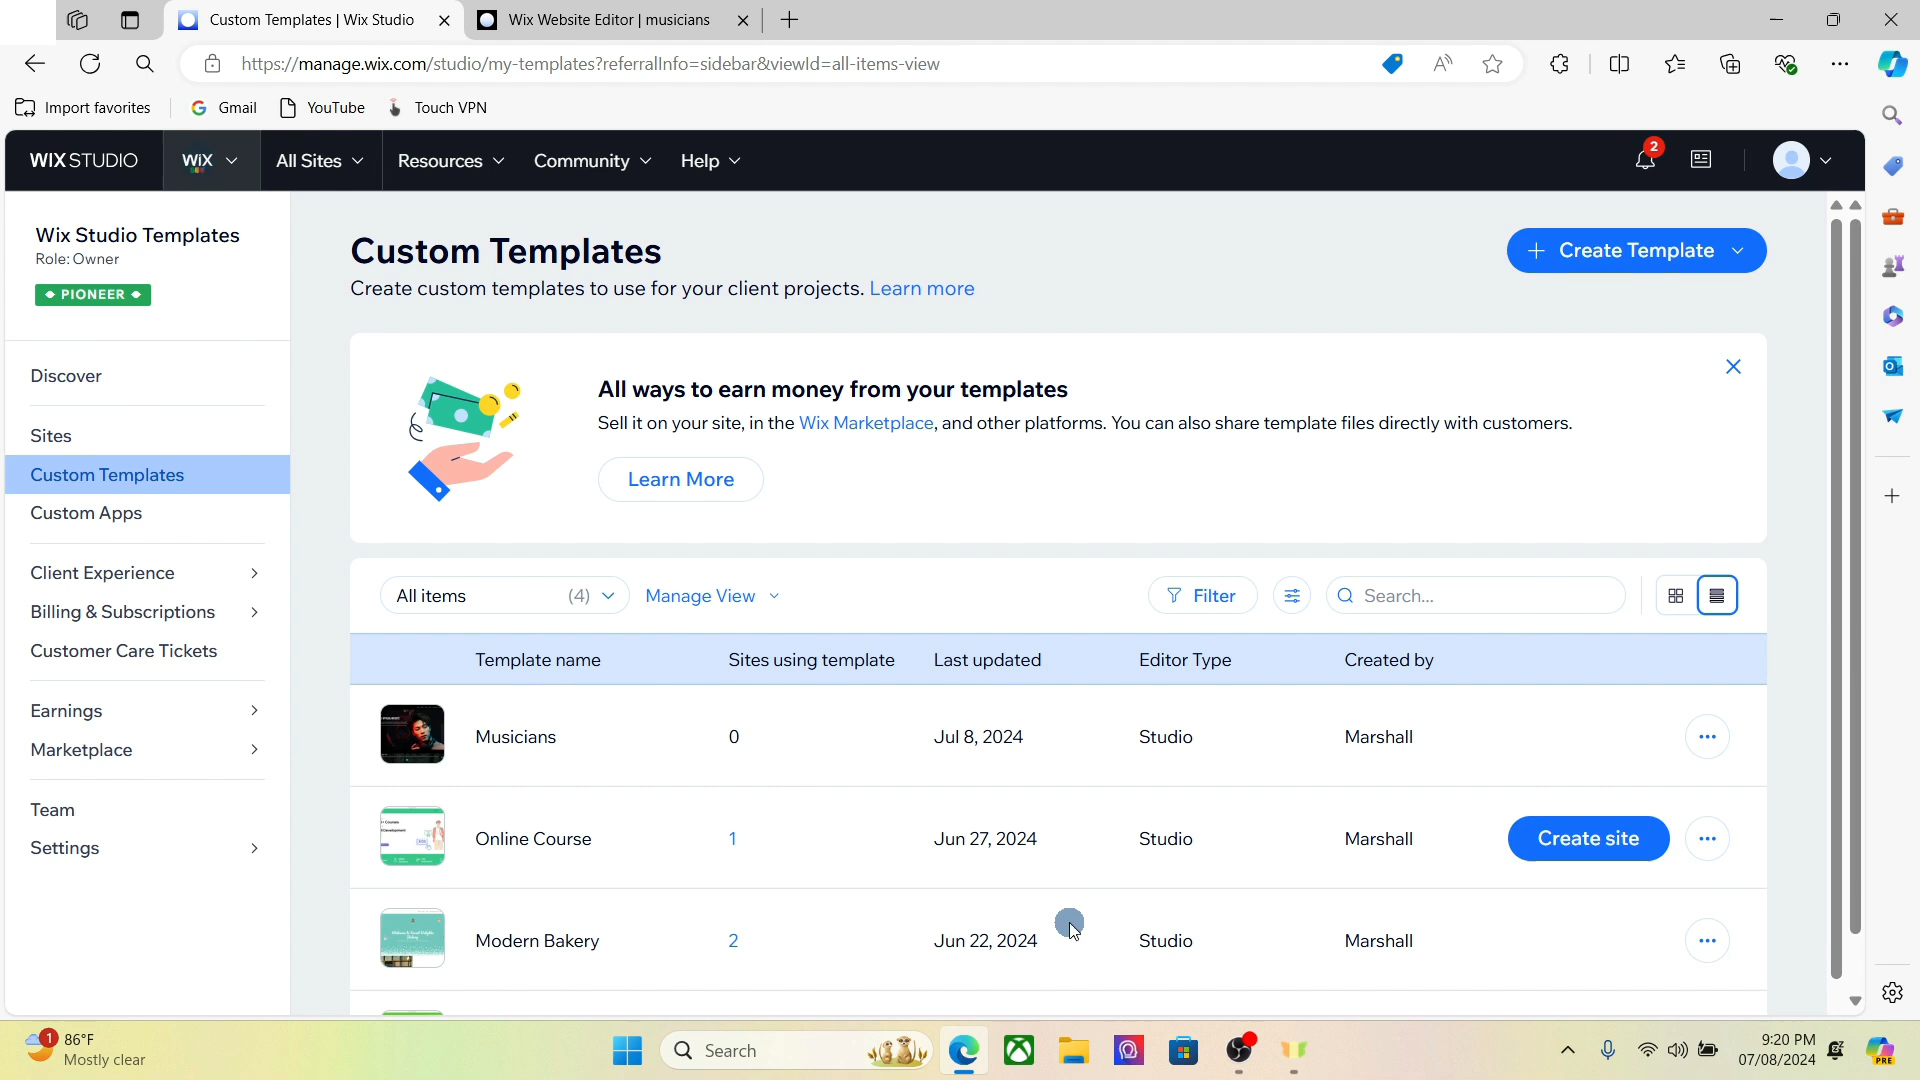 Custom Templates | Wix Studio
Wix Website Editor | musicians
https://manage.wix.com/studio/my-templates?referralInfo=sidebar&viewId=all-items-view
Import favorites
Gmail
YouTube
Touch VPN
WIX STUDIO
WiX
All Sites
Resources
Community
Help
2
Wix Studio Templates
Role: Owner
PIONEER
Discover
Sites
Custom Templates
Custom Apps
Client Experience
Billing & Subscriptions
Customer Care Tickets
Earnings
Marketplace
Team
Settings
Custom Templates
Create custom templates to use for your client projects. Learn more
+ Create Template
All ways to earn money from your templates
Sell it on your site, in the Wix Marketplace, and other platforms. You can also share template files directly with customers.
Learn More
All items (4)
Manage View
Filter
Search...
Template name Sites using template Last updated Editor Type Created by
Musicians 0 Jul 8, 2024 Studio Marshall
Online Course 1 Jun 27, 2024 Studio Marshall Create site
Modern Bakery 2 Jun 22, 2024 Studio Marshall
1
86°F
Mostly clear
Search
9:20 PM
07/08/2024
PRE